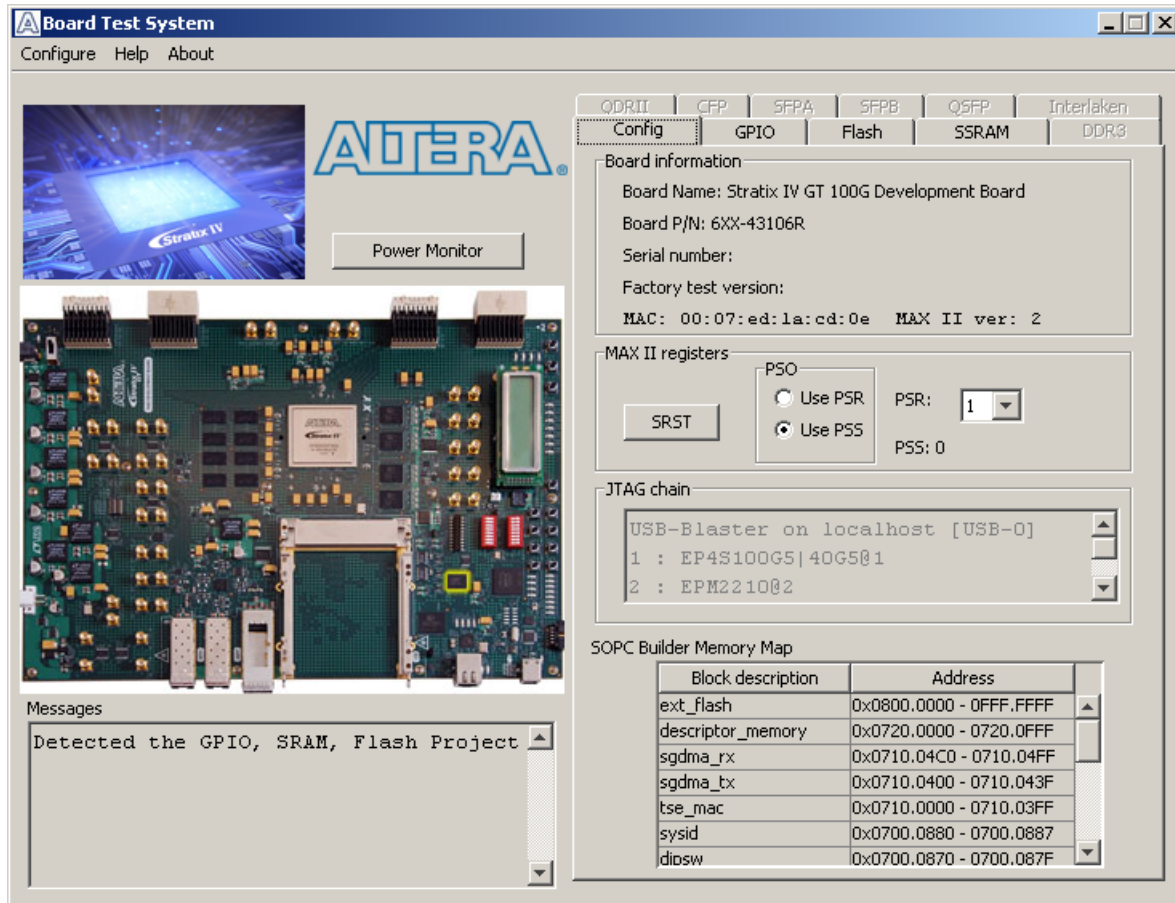 Board Test System
Configure Help About
Stratix IV
ALTERA®
Power Monitor
ALTERA
Stratix IV
ALTERA
Stratix IV
Messages
Detected the GPIO, SRAM, Flash Project
QDRII CFP SFPA SFPB QSFP Interlaken
Config GPIO Flash SSRAM DDR3
Board information
Board Name: Stratix IV GT 100G Development Board
Board P/N: 6XX-43106R
Serial number:
Factory test version:
MAC: 00:07:ed:1a:cd:0e MAX II ver: 2
MAX II registers
SRST
PSO
Use PSR
Use PSS
PSR: 1
PSS: 0
JTAG chain
USB-Blaster on localhost [USB-0]
1 : EP4S100G5|40G5@1
2 : EPM2210@2
SOPC Builder Memory Map
Block description Address
ext_flash 0x0800.0000 - 0FFF.FFFF
descriptor_memory 0x0720.0000 - 0720.0FFF
sgdma_rx 0x0710.04C0 - 0710.04FF
sgdma_tx 0x0710.0400 - 0710.043F
tse_mac 0x0710.0000 - 0710.03FF
sysid 0x0700.0880 - 0700.0887
dipsw 0x0700.0870 - 0700.087F